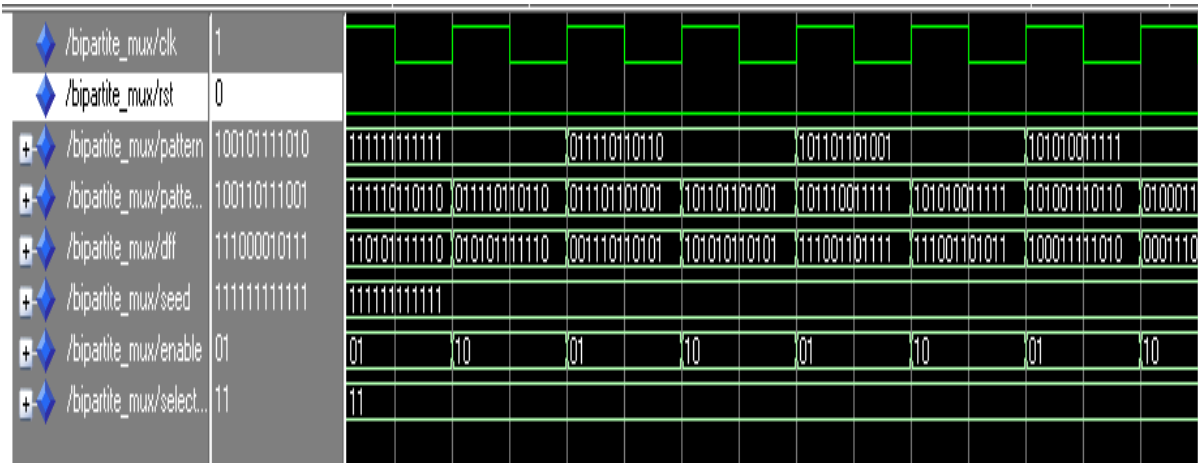 /bipartite_mux/clk 1
/bipartite_mux/rst 0
/bipartite_mux/pattern 100101111010 111111111111 011110110110 101101101001 101010011111
/bipartite_mux/patte... 100110111001 111110110110 011110110110 011101101001 101101101001 101110011111 101010011111 101001110110 0100011
/bipartite_mux/dff 111000010111 110101111110 010101111110 001110110101 101010110101 111001101111 111001101011 100011111010 0001110
/bipartite_mux/seed 111111111111 111111111111
/bipartite_mux/enable 01 01 10 01 10 01 10 01 10
/bipartite_mux/select... 11 11